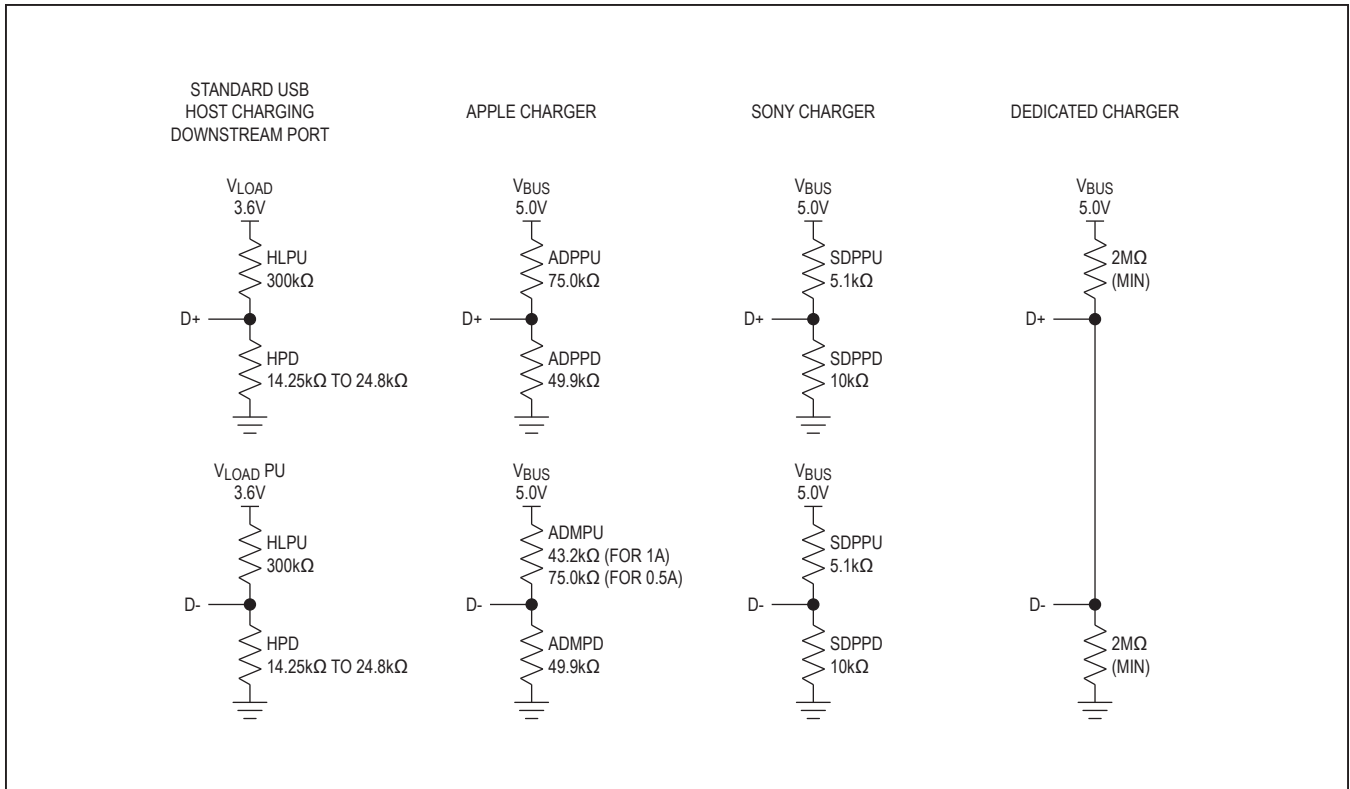 STANDARD USB
HOST CHARGING
DOWNSTREAM PORT
VLOAD
3.6V
HLPU
300kΩ
D+
HPD
14.25kΩ TO 24.8kΩ
VLOAD PU
3.6V
HLPU
300kΩ
D-
HPD
14.25kΩ TO 24.8kΩ
APPLE CHARGER
VBUS
5.0V
ADPPU
75.0kΩ
D+
ADPPD
49.9kΩ
VBUS
5.0V
ADMPU
43.2kΩ (FOR 1A)
75.0kΩ (FOR 0.5A)
D-
ADMPD
49.9kΩ
SONY CHARGER
VBUS
5.0V
SDPPU
5.1kΩ
D+
SDPPD
10kΩ
VBUS
5.0V
SDPPU
5.1kΩ
D-
SDPPD
10kΩ
DEDICATED CHARGER
VBUS
5.0V
2MΩ
(MIN)
D+
D-
2MΩ
(MIN)